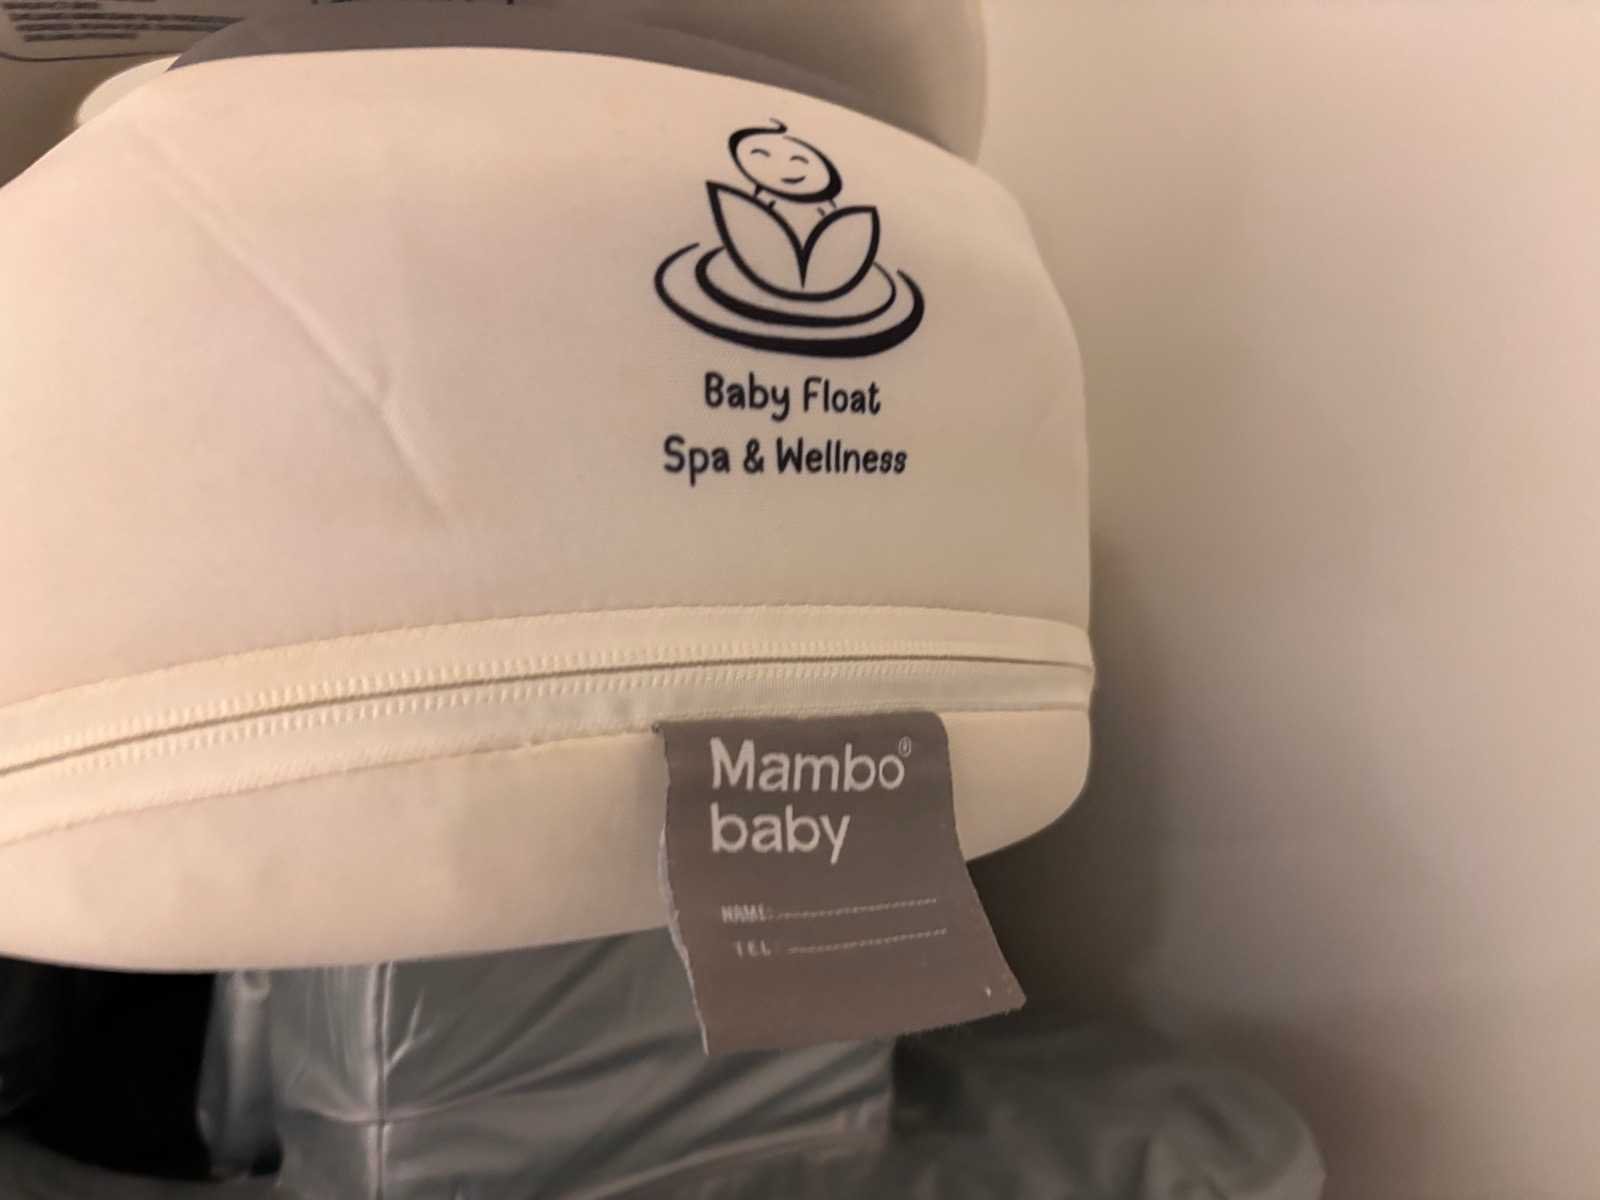 Baby Float
Spa & Wellness
Mambo®
baby
NAME:
TEL: